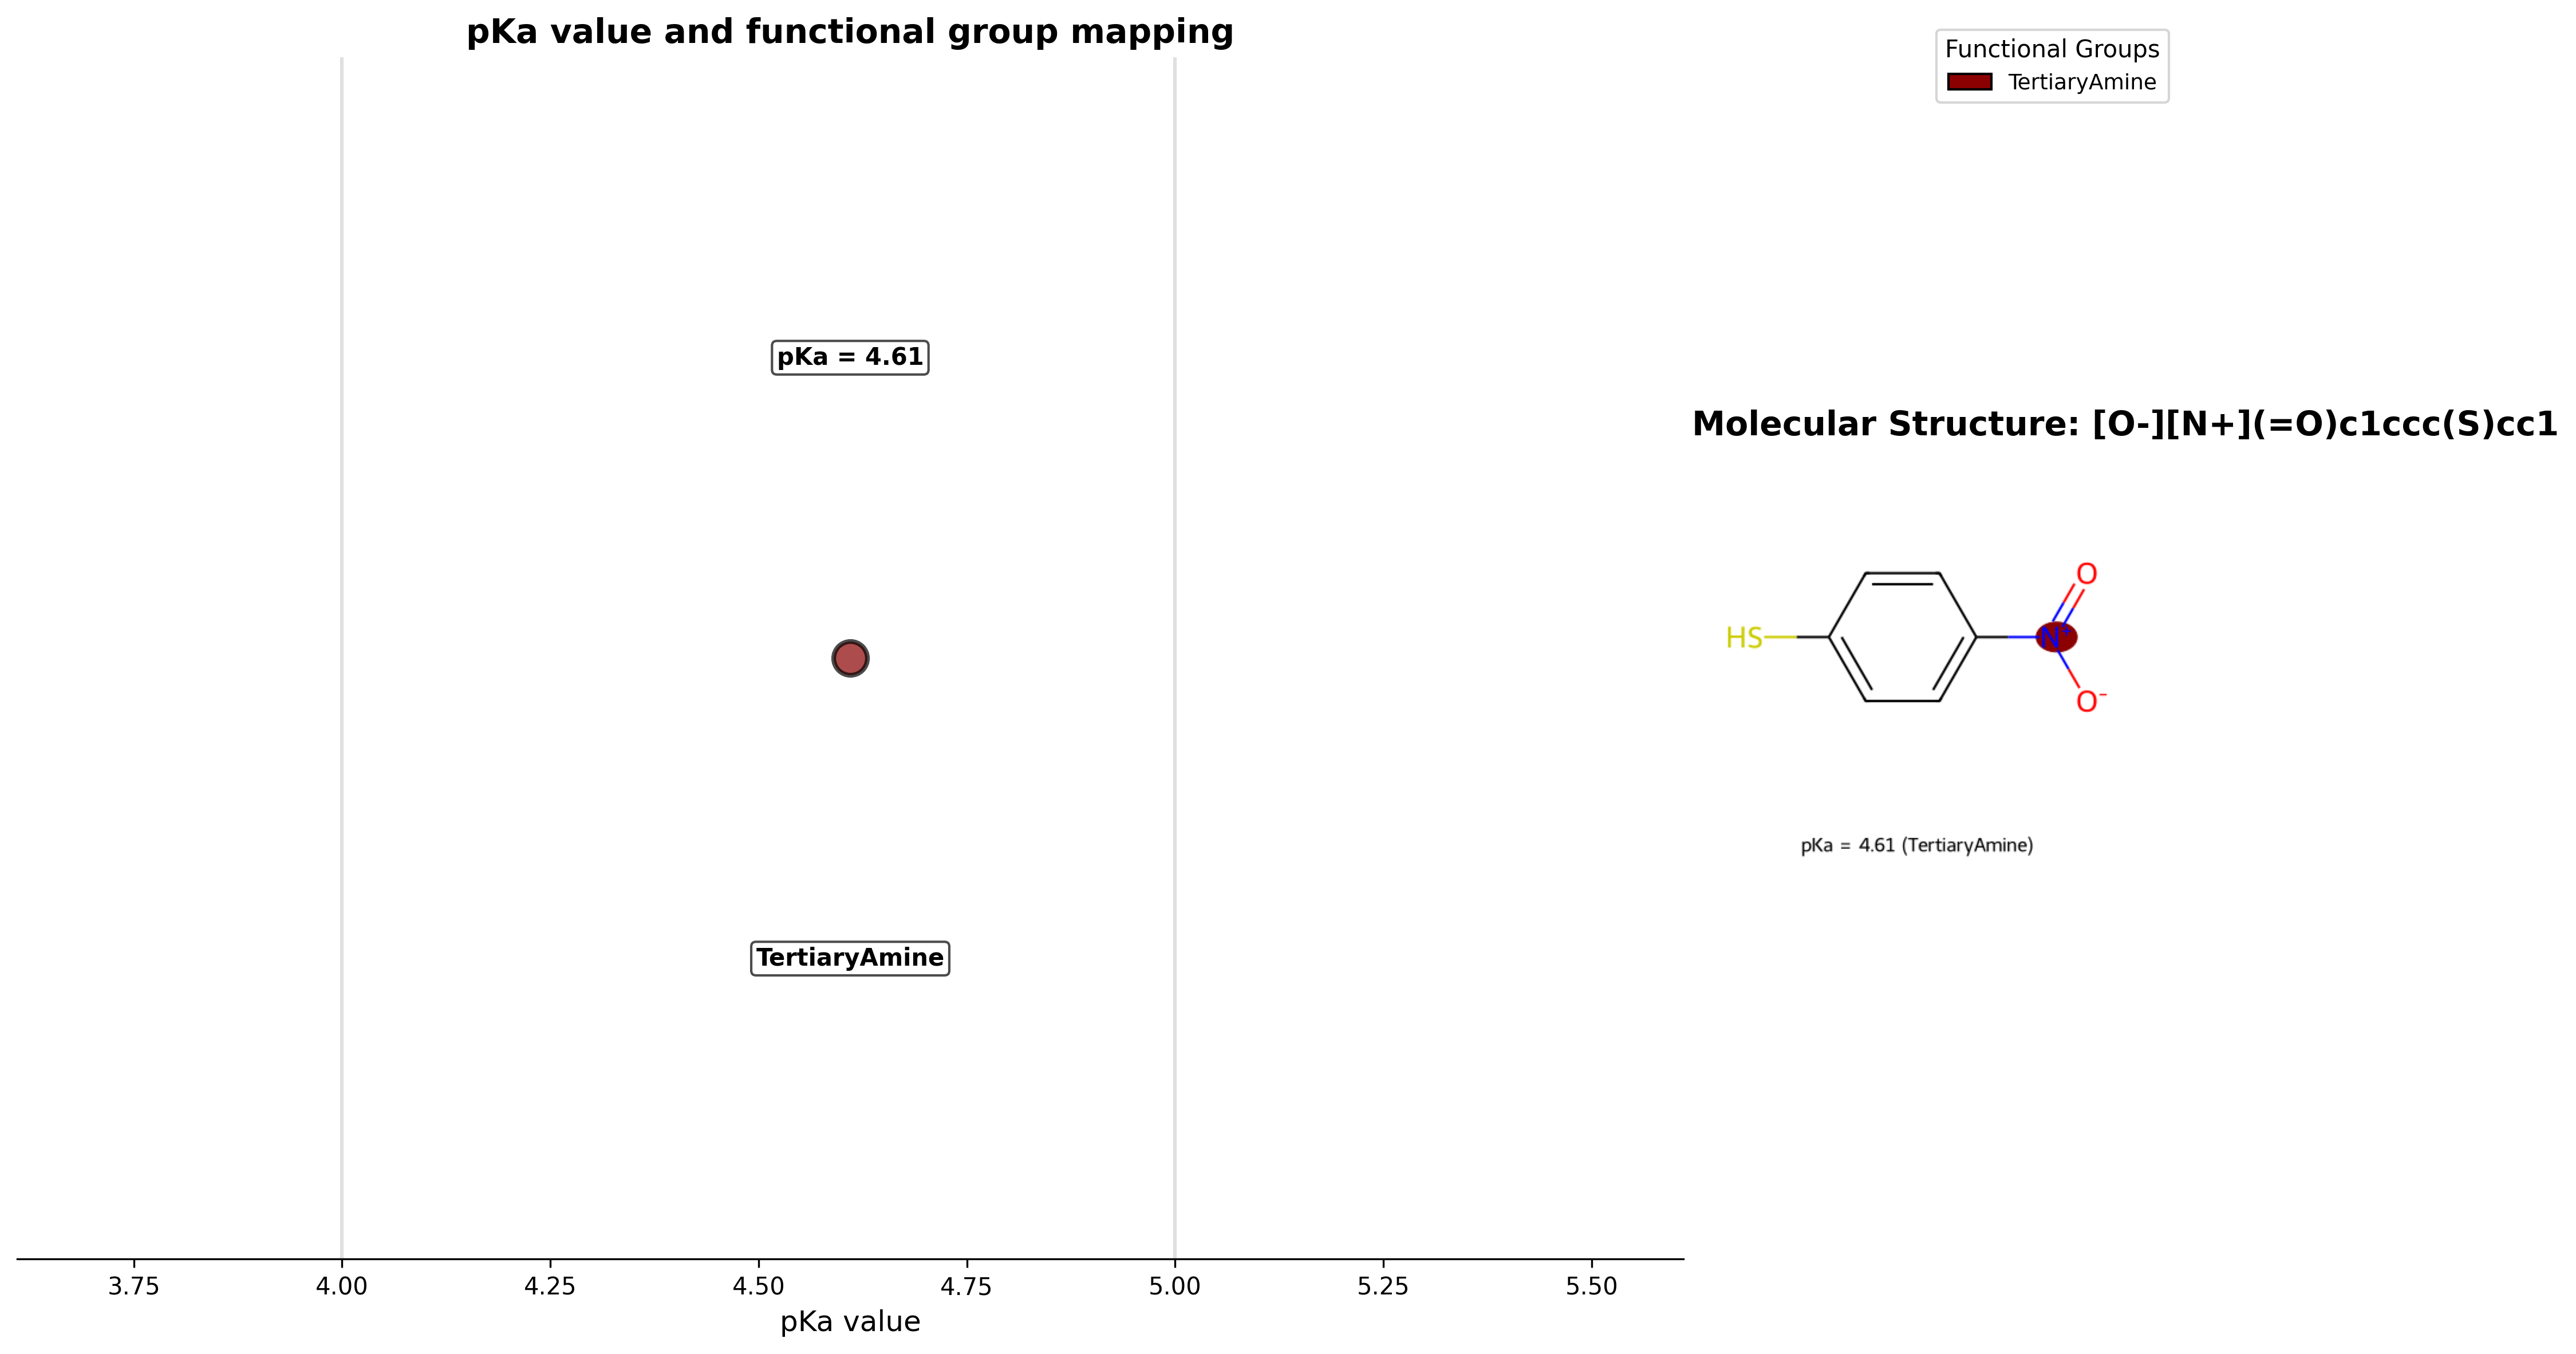 pKa value and functional group mapping
pKa = 4.61
TertiaryAmine
3.75 4.00 4.25 4.50 4.75 5.00 5.25 5.50
pKa value
Functional Groups
TertiaryAmine
Molecular Structure: [O-][N+](=O)c1ccc(S)cc1
O
HS N+
O-
pKa = 4.61 (TertiaryAmine)